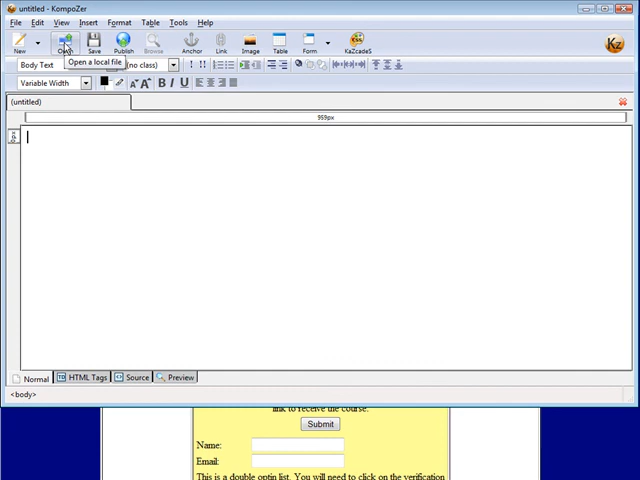 untitled - KompoZer
File Edit View Insert Format Table Tools Help
New Open Save Publish Browse Anchor Link Image Table Form KaZcadeS
Kz
Open a local file
Body Text (no class)
Variable Width A A B I U
(untitled)
959px
0px
Normal HTML Tags Source Preview
<body>
link to receive the course.
Submit
Name:
Email:
This is a double optin list. You will need to click on the verification